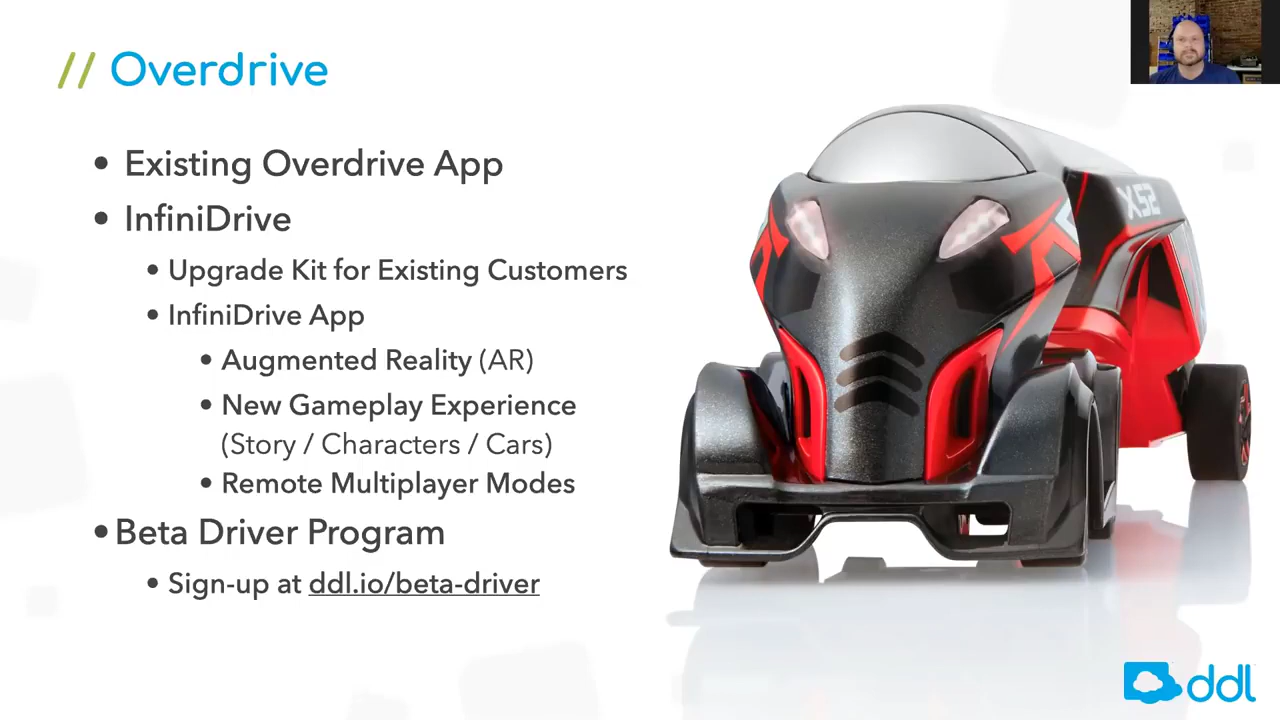 // Overdrive
• Existing Overdrive App
• InfiniDrive
• Upgrade Kit for Existing Customers
• InfiniDrive App
• Augmented Reality (AR)
• New Gameplay Experience
(Story / Characters / Cars)
• Remote Multiplayer Modes
• Beta Driver Program
• Sign-up at ddl.io/beta-driver
X52
ddl